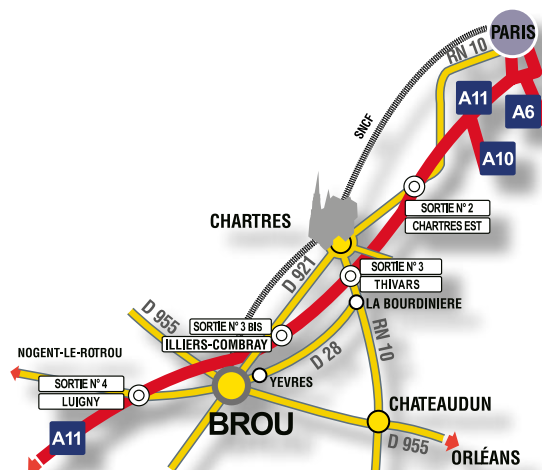 PARIS
RN 10
A11
A6
SNCF
A10
SORTIE N° 2
CHARTRES EST
CHARTRES
SORTIE N° 3
THIVARS
D 921
LA BOURDINIERE
D 955
SORTIE N° 3 BIS
ILLIERS-COMBRAY
RN 10
D 28
NOGENT-LE-ROTROU
YEVRES
SORTIE N° 4
LUIGNY
BROU
CHATEAUDUN
A11
D 955
ORLÉANS